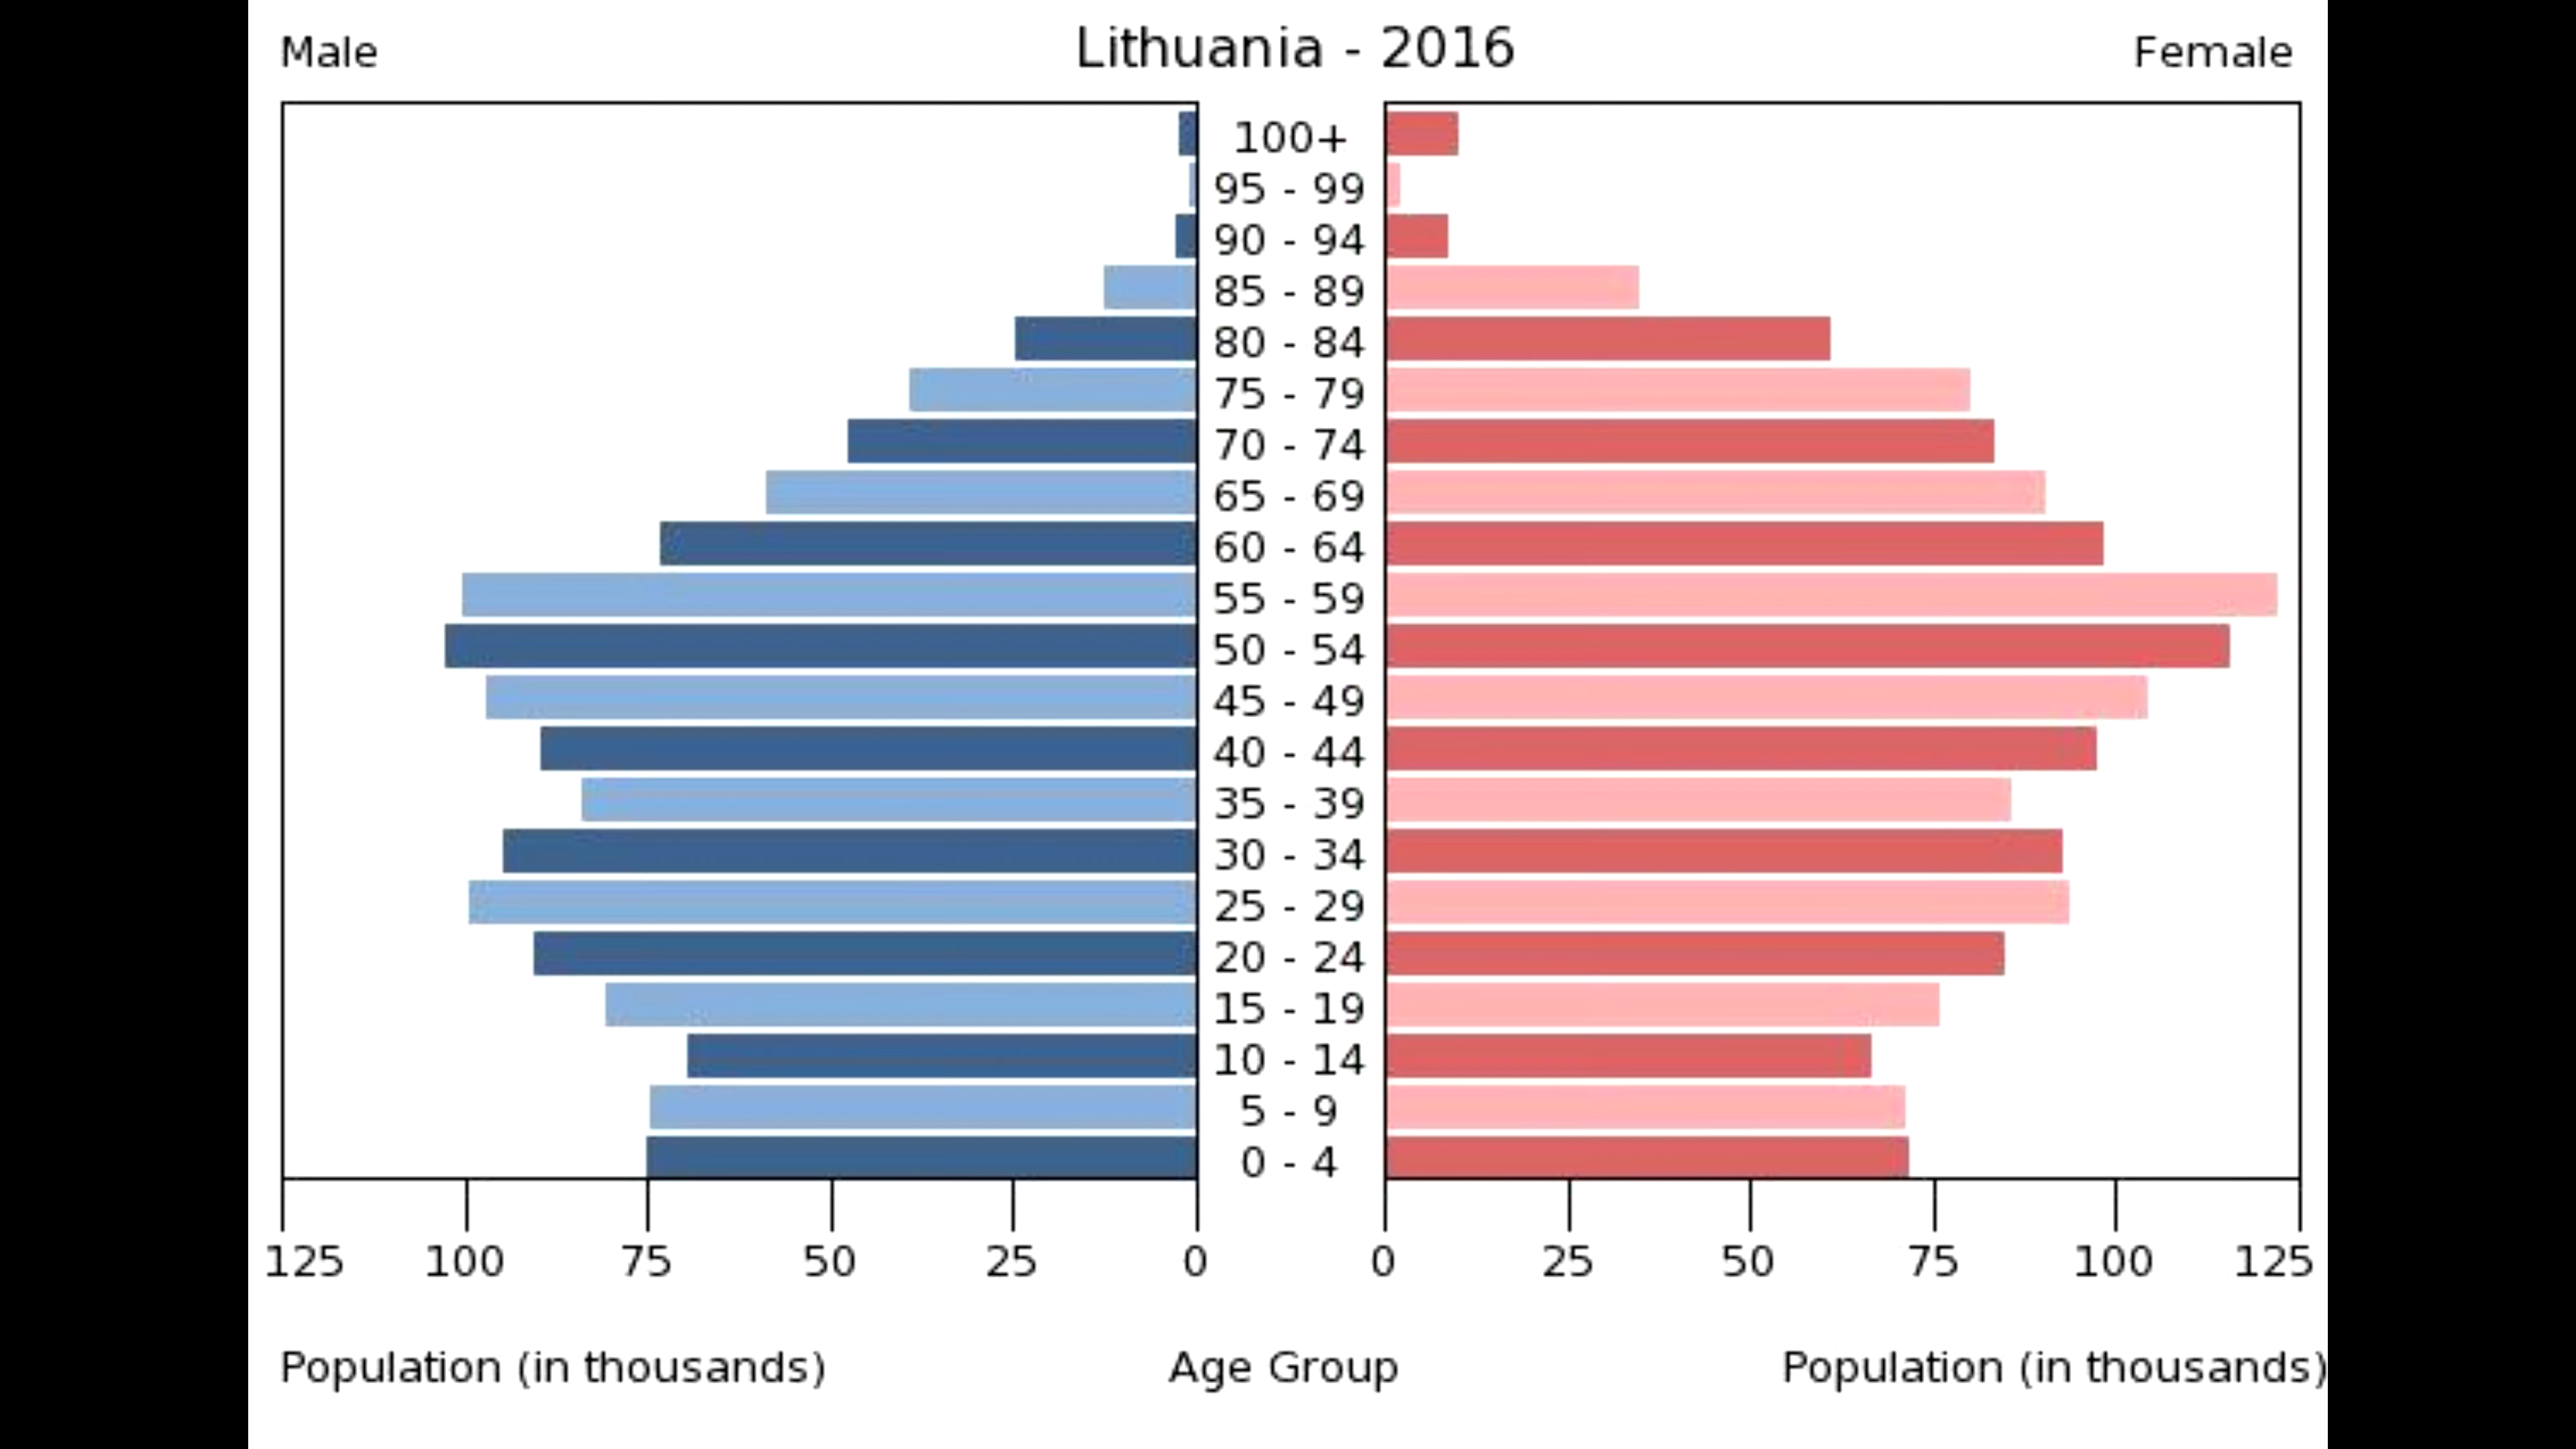 Male Lithuania - 2016 Female
100+
95 - 99
90 - 94
85 - 89
80 - 84
75 - 79
70 - 74
65 - 69
60 - 64
55 - 59
50 - 54
45 - 49
40 - 44
35 - 39
30 - 34
25 - 29
20 - 24
15 - 19
10 - 14
5 - 9
0 - 4
125 100 75 50 25 0 0 25 50 75 100 125
Population (in thousands) Age Group Population (in thousands)